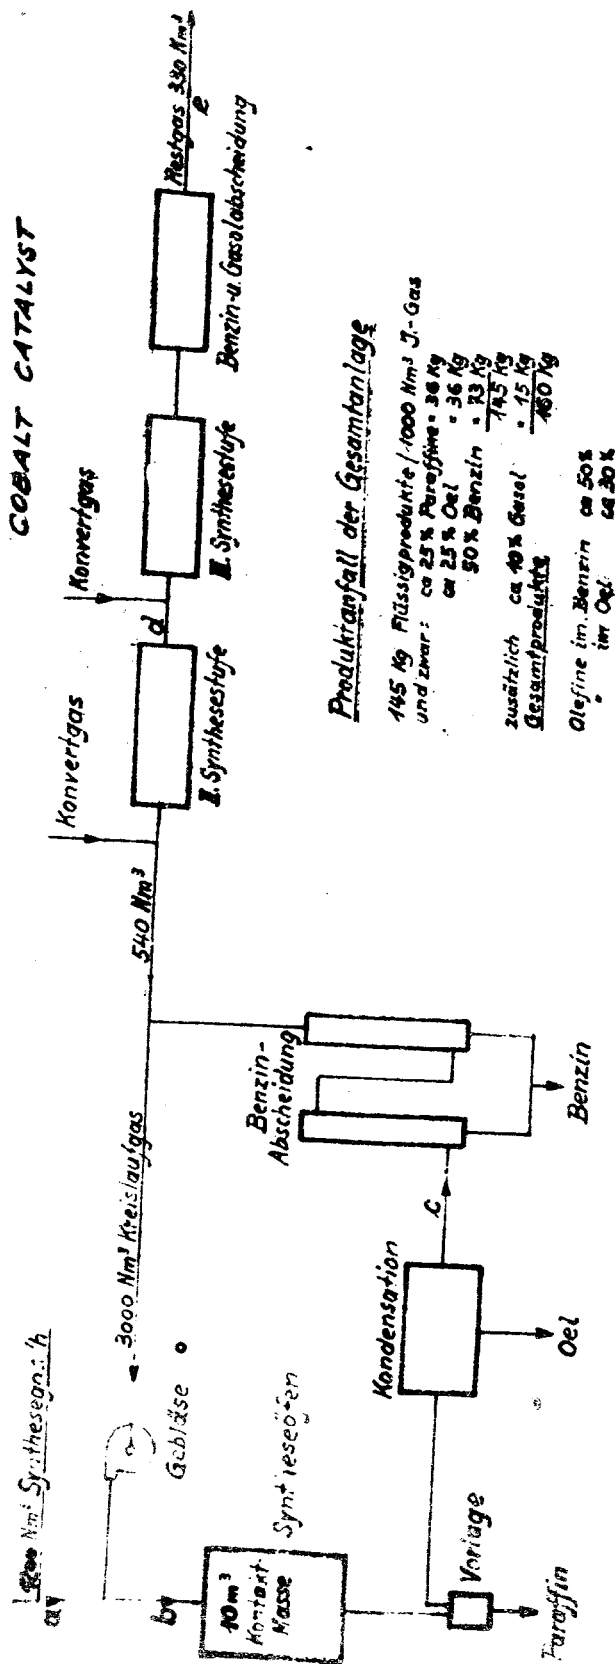 COBALT CATALYST
Nm³ Synthesegas/h
a
3000 Nm³ Kreislaufgas
540 Nm³
Konvertgas
Konvertgas
d
Restgas 330 Nm³
e
Gebläse
II. Synthesestufe
III. Synthesestufe
Benzin-u. Gasolabscheidung
b
10 m³
Kontakt-
Masse
Syntheseöfen
Vorlage
Paraffin
Kondensation
Oel
c
Benzin-
Abscheidung
Benzin
Produktanfall der Gesamtanlage
145 Kg Flüssigprodukte / 1000 Nm³ J.-Gas
und zwar: ca 25% Paraffine = 36 Kg
ca 25% Oel = 36 Kg
50% Benzin = 73 Kg
145 Kg
zusätzlich ca 10% Gasol = 15 Kg
Gesamtprodukte 160 Kg
Olefine im Benzin ca 50%
" im Oel ca 30%